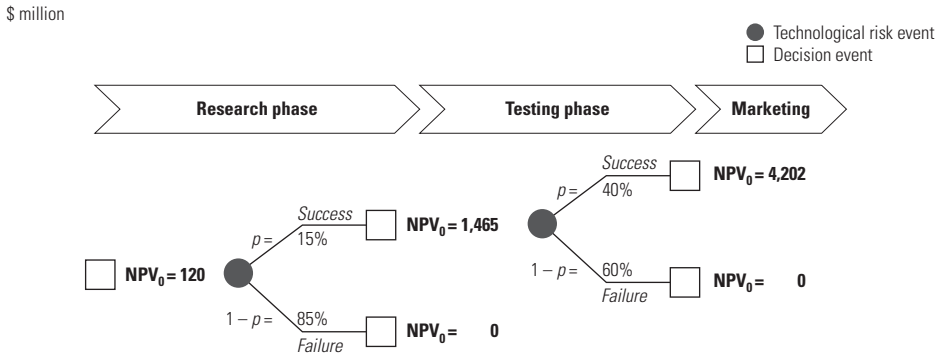 $ million
Technological risk event
Decision event
Research phase
Testing phase
Marketing
Success
p =
15%
NPV0 = 1,465
NPV0 = 120
1 – p =
85%
Failure
NPV0 = 0
Success
p =
40%
NPV0 = 4,202
1 – p =
60%
Failure
NPV0 = 0